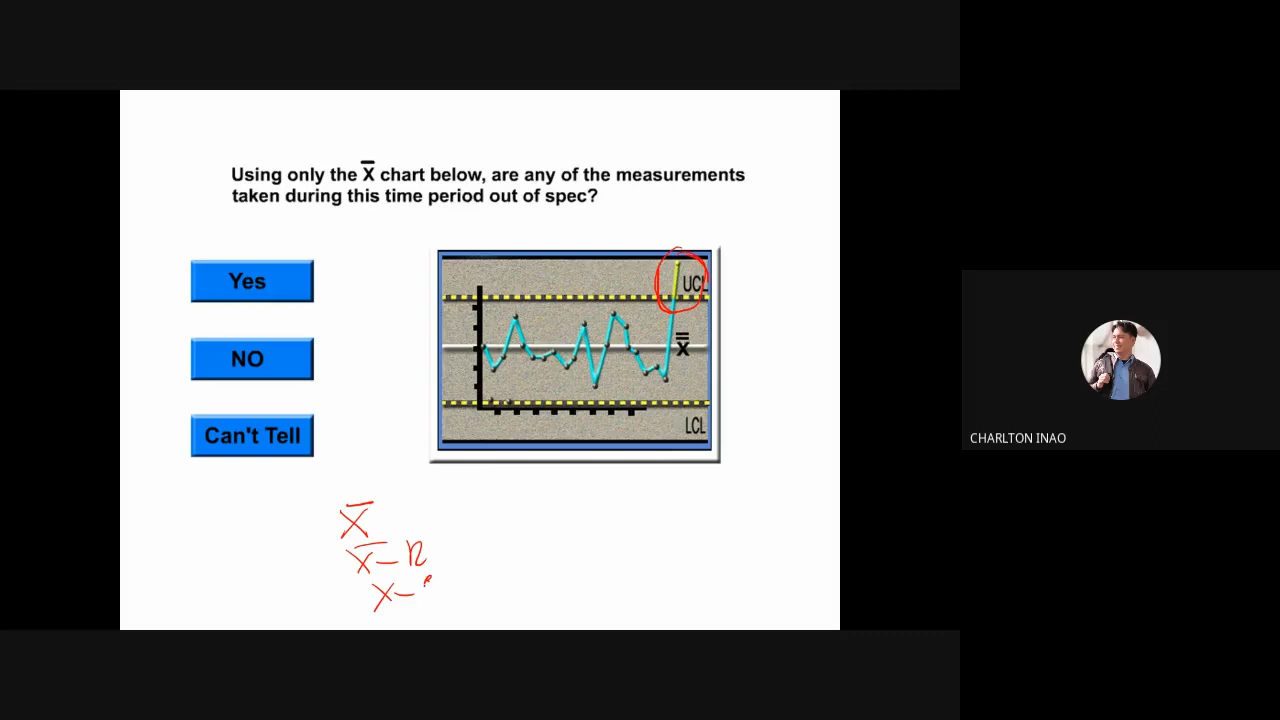 Using only the X̅ chart below, are any of the measurements
taken during this time period out of spec?
Yes
NO
Can't Tell
UCL
X̿
LCL
X̅
X̅ -
X -
CHARLTON INAO